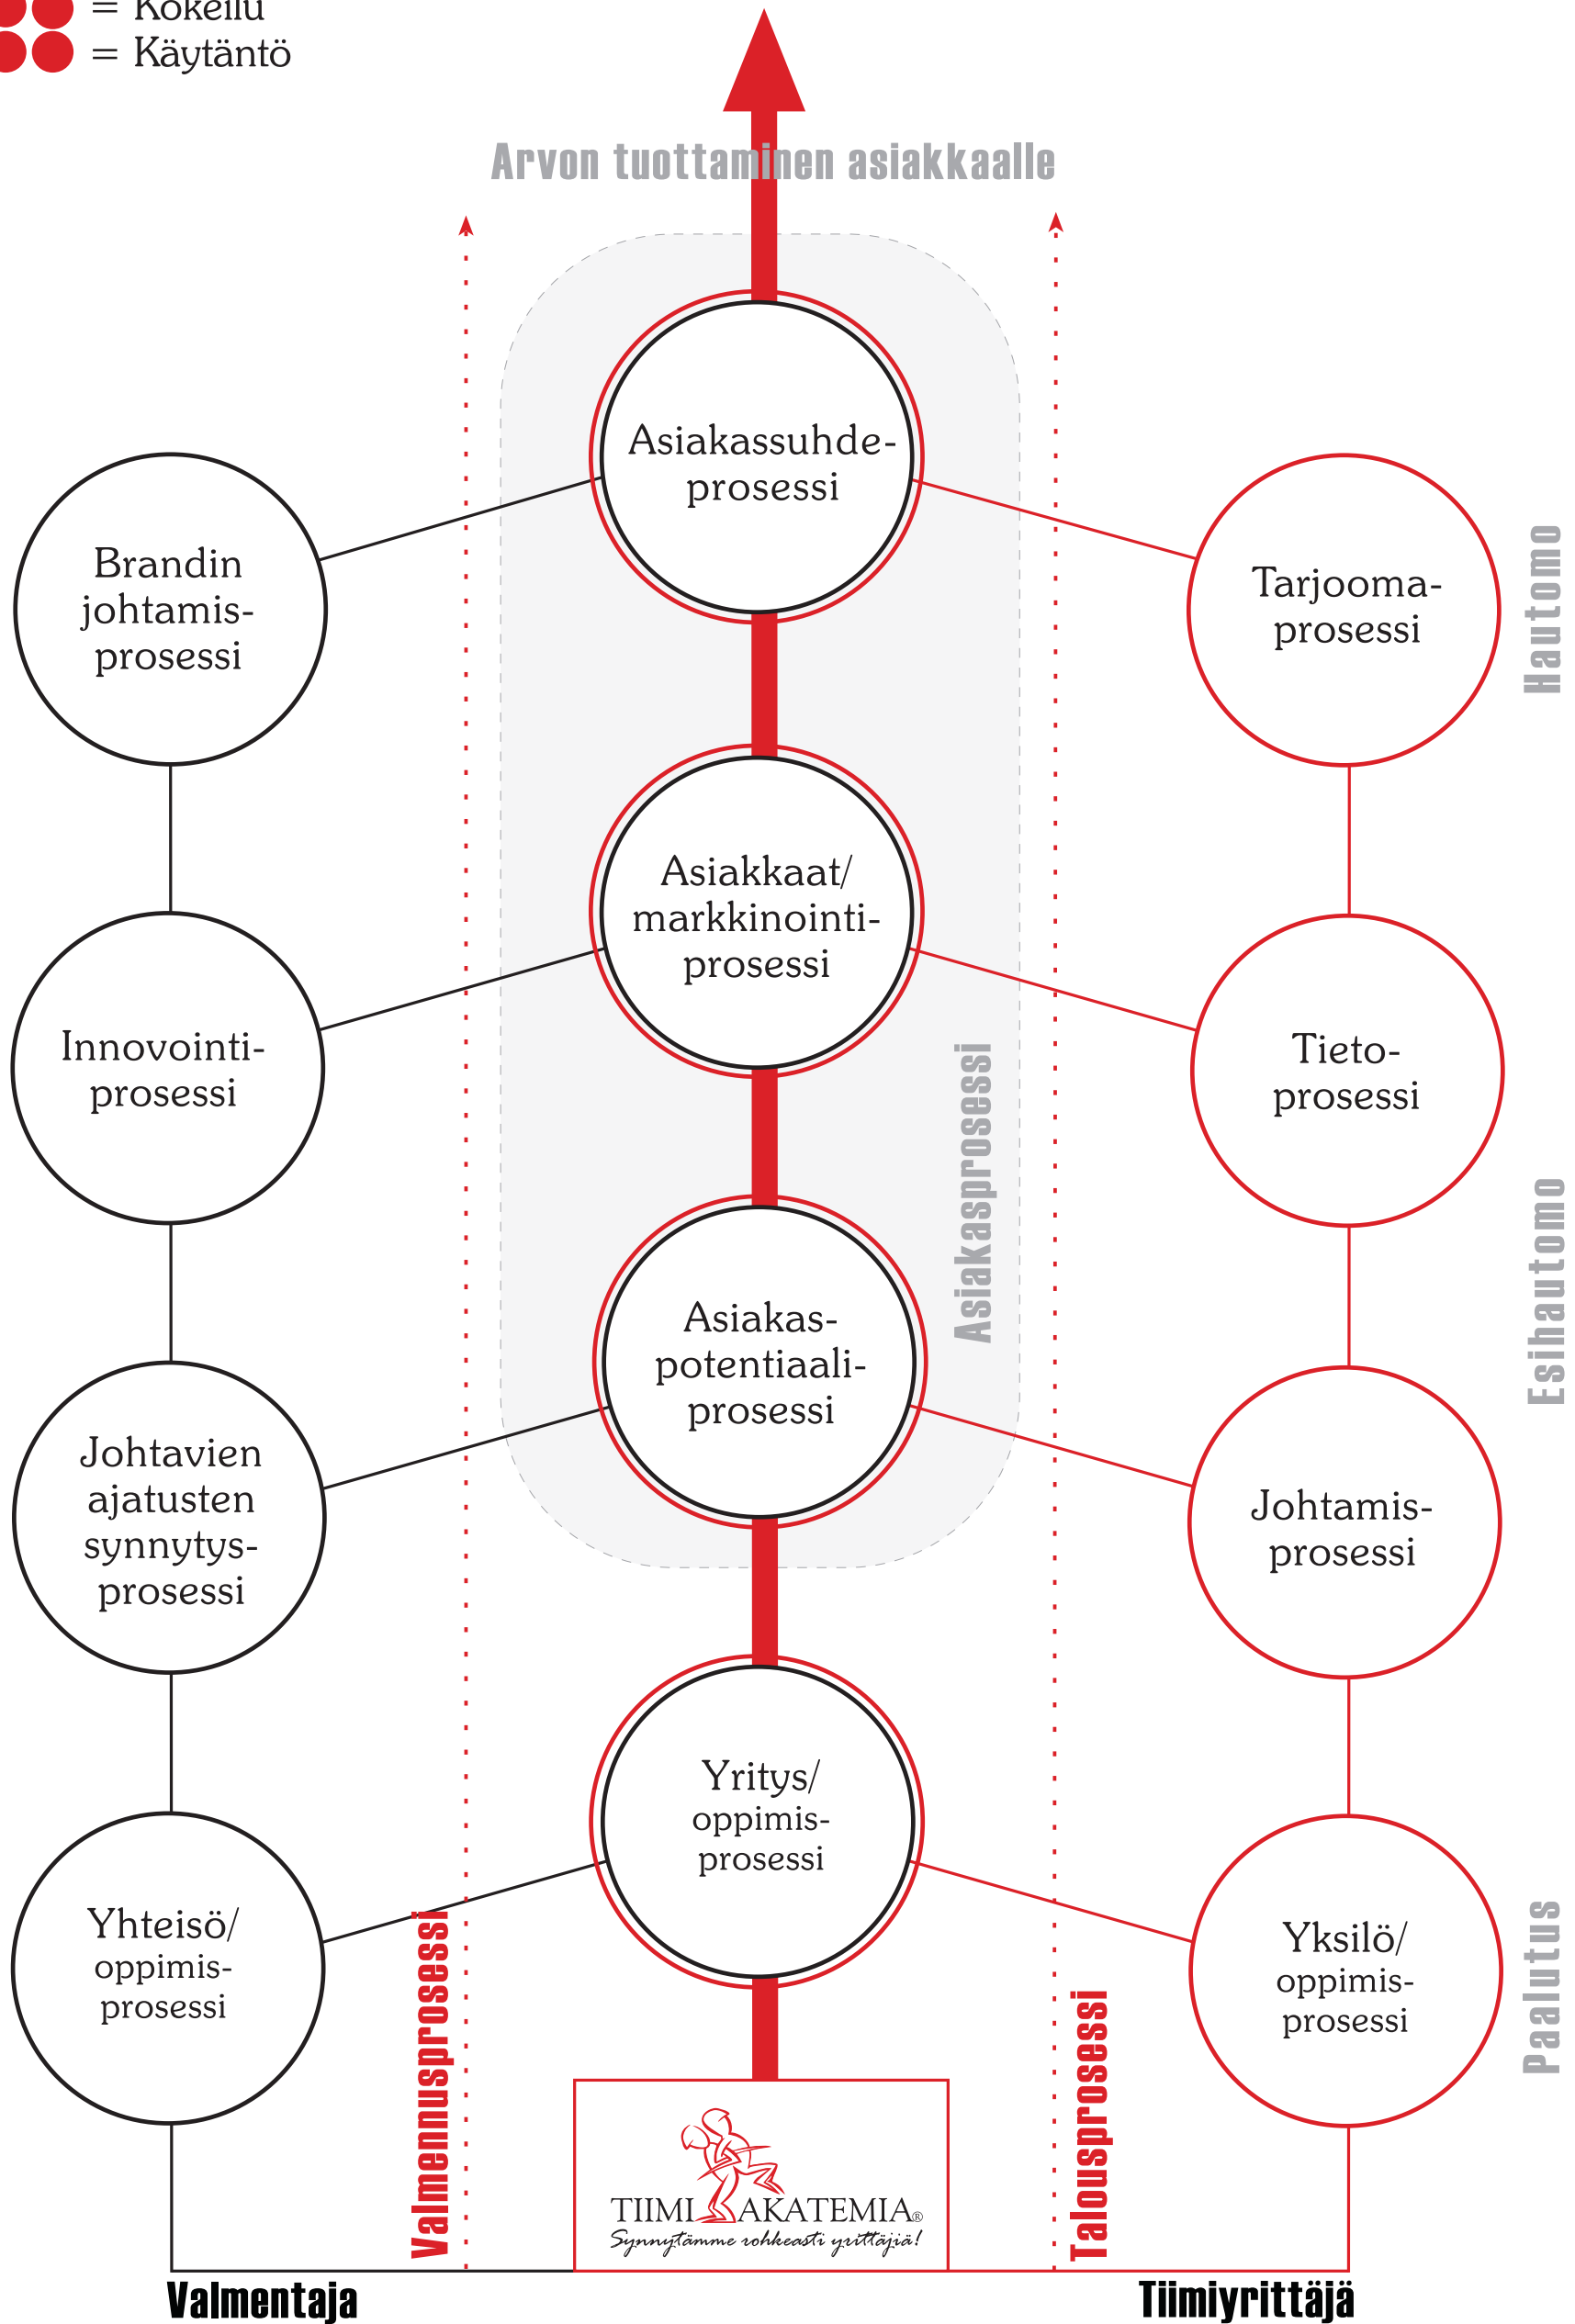 = Kokeilu
= Käytäntö
Arvon tuottaminen asiakkaalle
Asiakassuhde-
prosessi
Brandin
johtamis-
prosessi
Tarjooma-
prosessi
Hautomo
Asiakkaat/
markkinointi-
prosessi
Innovointi-
prosessi
Tieto-
prosessi
Asiakasprosessi
Esihautomo
Asiakas-
potentiaali-
prosessi
Johtavien
ajatusten
synnytys-
prosessi
Johtamis-
prosessi
Yritys/
oppimis-
prosessi
Yhteisö/
oppimis-
prosessi
Yksilö/
oppimis-
prosessi
Paalutus
Valmennusprosessi
Talousprosessi
TIIMIAKATEMIA®
Synnytämme rohkeasti yrittäjiä!
Valmentaja
Tiimiyrittäjä